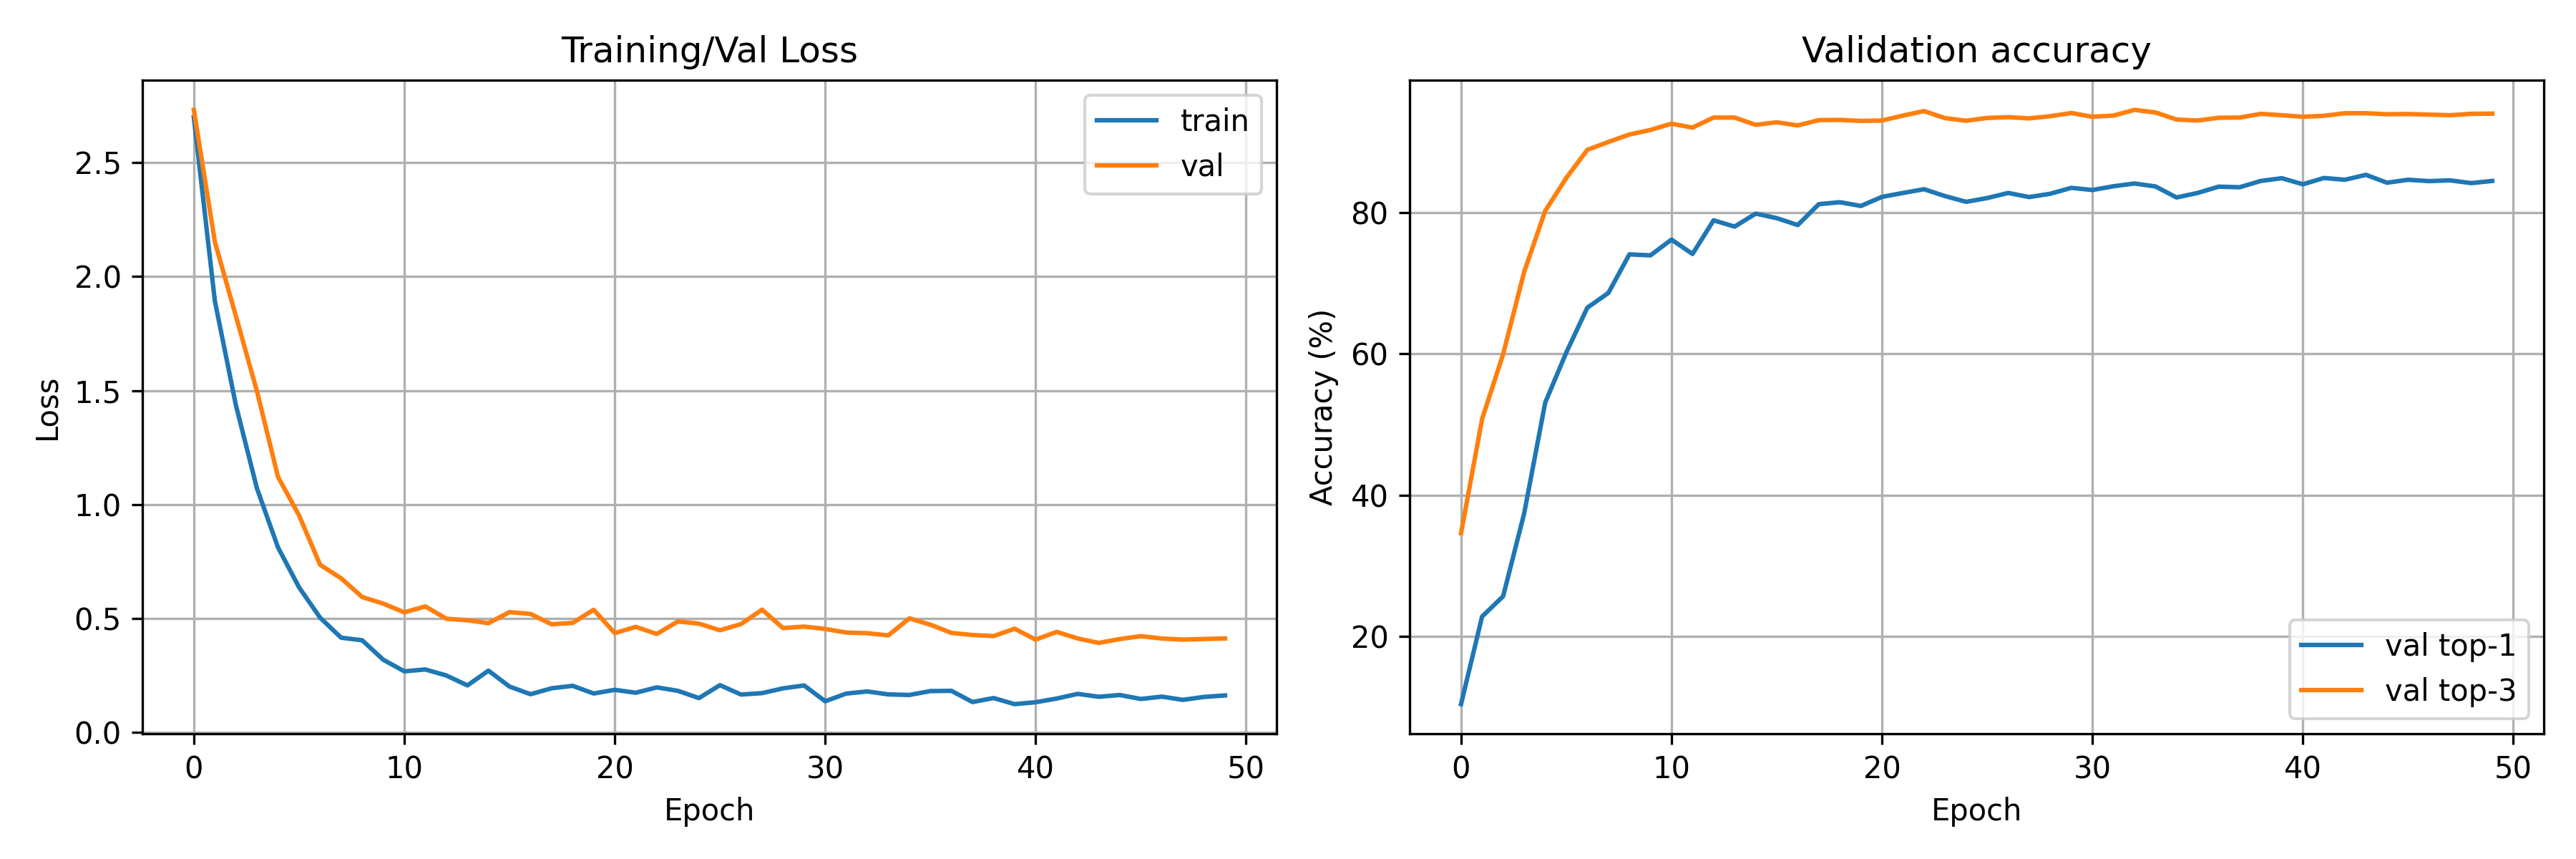 Training/Val Loss
train
val
2.5
2.0
1.5
1.0
0.5
0.0
Loss
0 10 20 30 40 50
Epoch
Validation accuracy
80
60
40
20
Accuracy (%)
val top-1
val top-3
0 10 20 30 40 50
Epoch